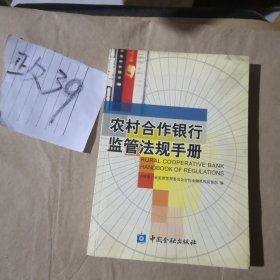 政39
农村合作银行
监管法规手册
RURAL COOPERATIVE BANK
HANDBOOK OF REGULATIONS
中国金融出版社